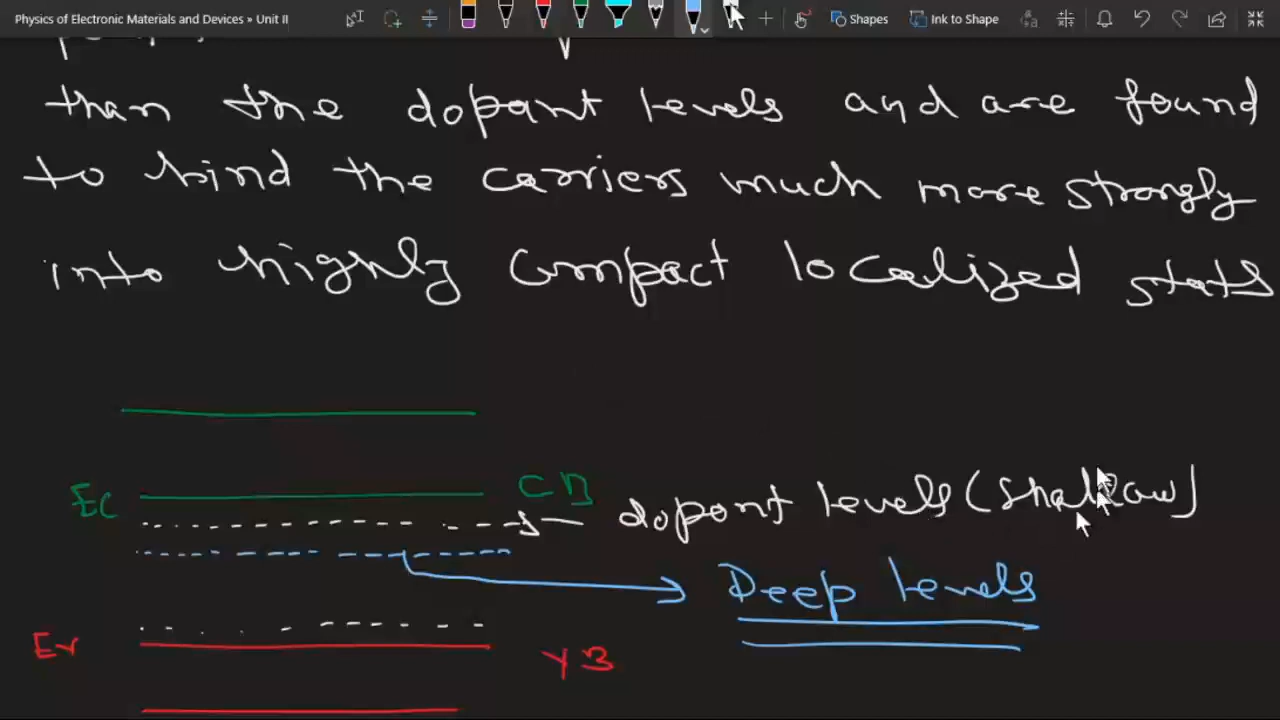 Physics of Electronic Materials and Devices » Unit II
Shapes
Ink to Shape
than the dopant levels and are found
to bind the carriers much more strongly
into highly compact localized states
EC
CB
dopant levels (shallow)
Deep levels
Ev
VB